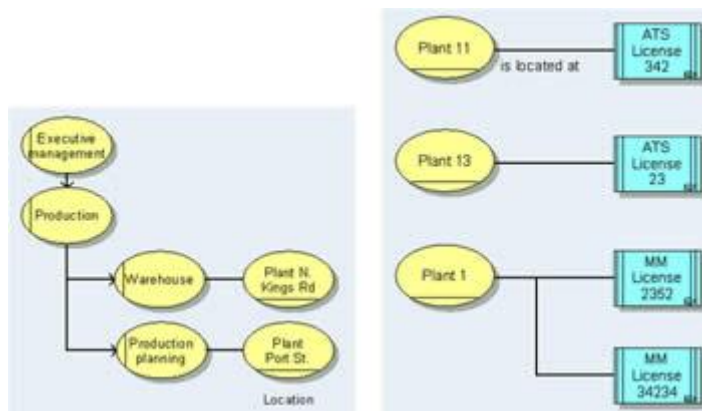 Executive
management
Production
Warehouse
Plant N.
Kings Rd
Production
planning
Plant
Port St.
Location
Plant 11
is located at
ATS
License
342
Plant 13
ATS
License
23
Plant 1
MM
License
2352
MM
License
34234